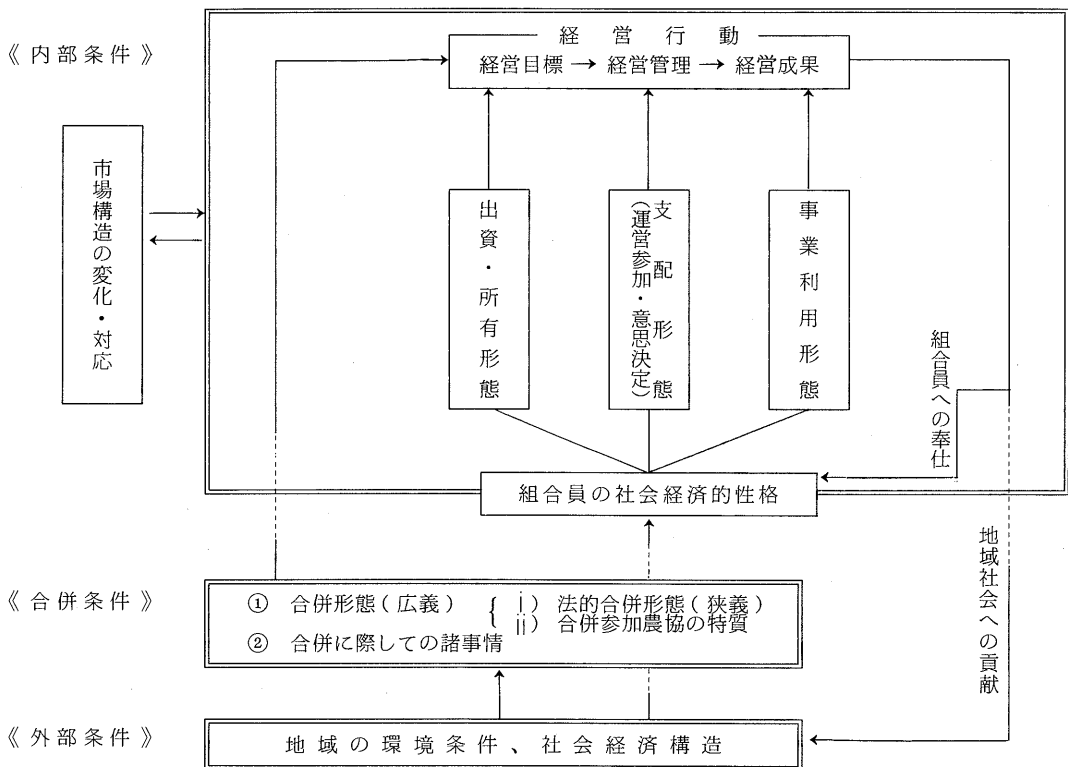 《内部条件》
経営行動
経営目標→経営管理→経営成果
市場構造の変化・対応
出資・所有形態
支配形態
(運営参加・意思決定)
事業利用形態
組合員への奉仕
組合員の社会経済的性格
地域社会への貢献
《合併条件》
① 合併形態(広義) { i) 法的合併形態(狭義)
ii) 合併参加農協の特質
② 合併に際しての諸事情
《外部条件》
地域の環境条件、社会経済構造